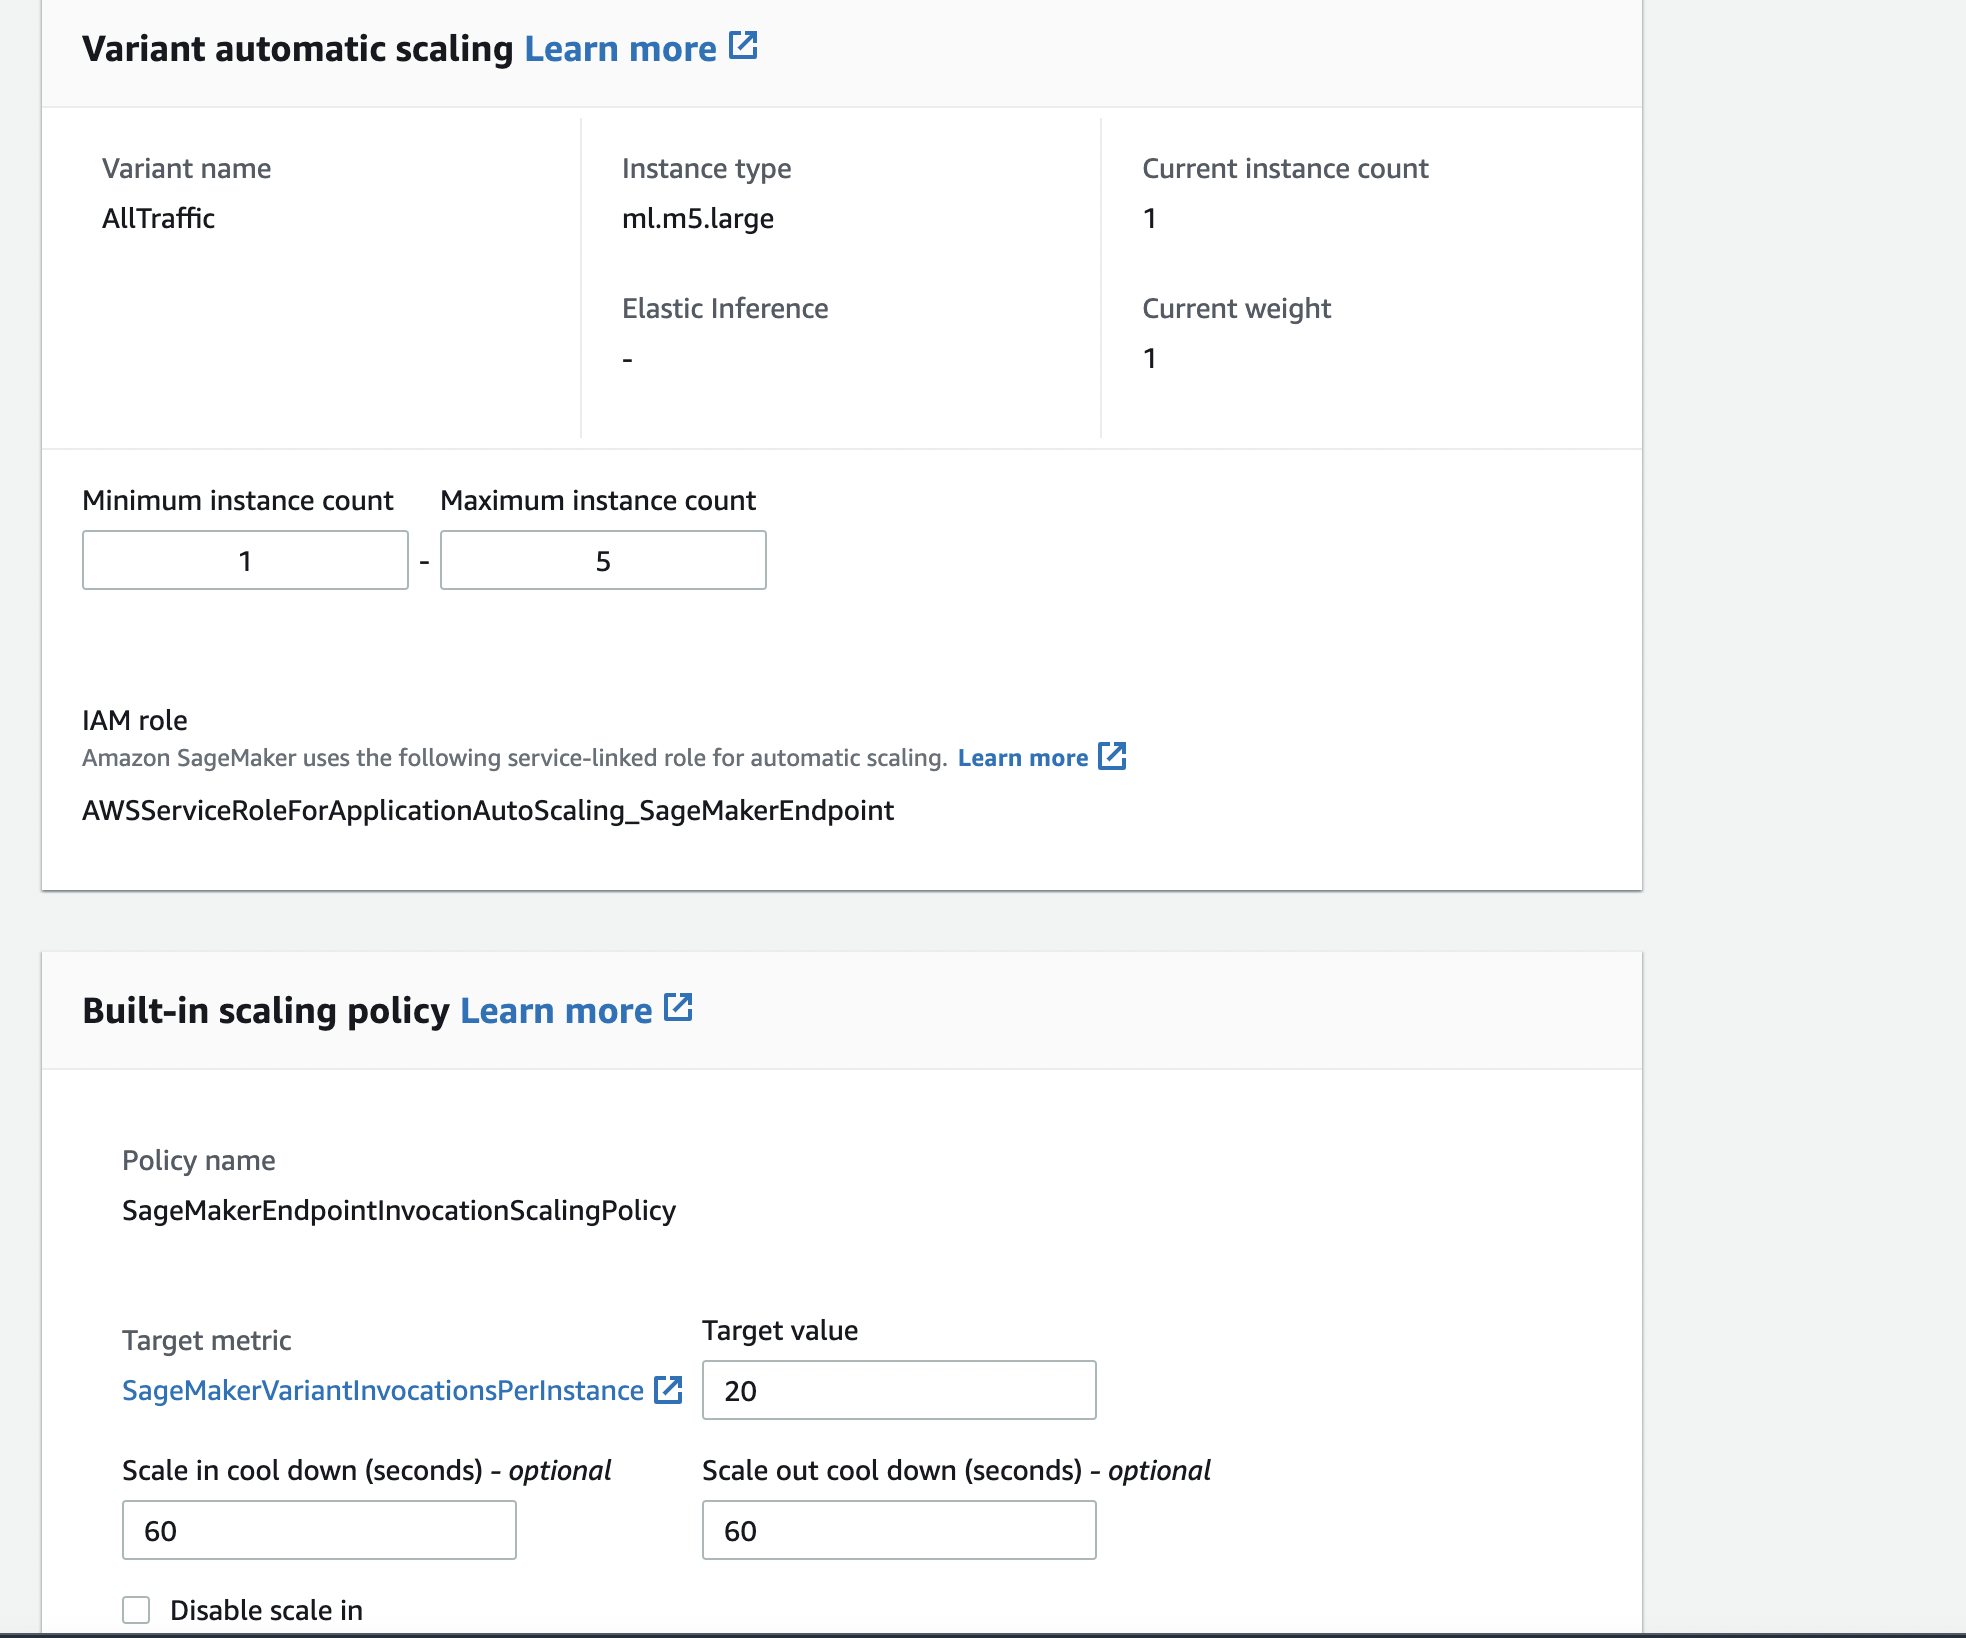 Variant automatic scaling Learn more
Variant name
AllTraffic
Instance type
ml.m5.large
Elastic Inference
-
Current instance count
1
Current weight
1
Minimum instance count
1
-
Maximum instance count
5
IAM role
Amazon SageMaker uses the following service-linked role for automatic scaling. Learn more
AWSServiceRoleForApplicationAutoScaling_SageMakerEndpoint
Built-in scaling policy Learn more
Policy name
SageMakerEndpointInvocationScalingPolicy
Target metric
SageMakerVariantInvocationsPerInstance
Target value
20
Scale in cool down (seconds) - optional
60
Scale out cool down (seconds) - optional
60
Disable scale in